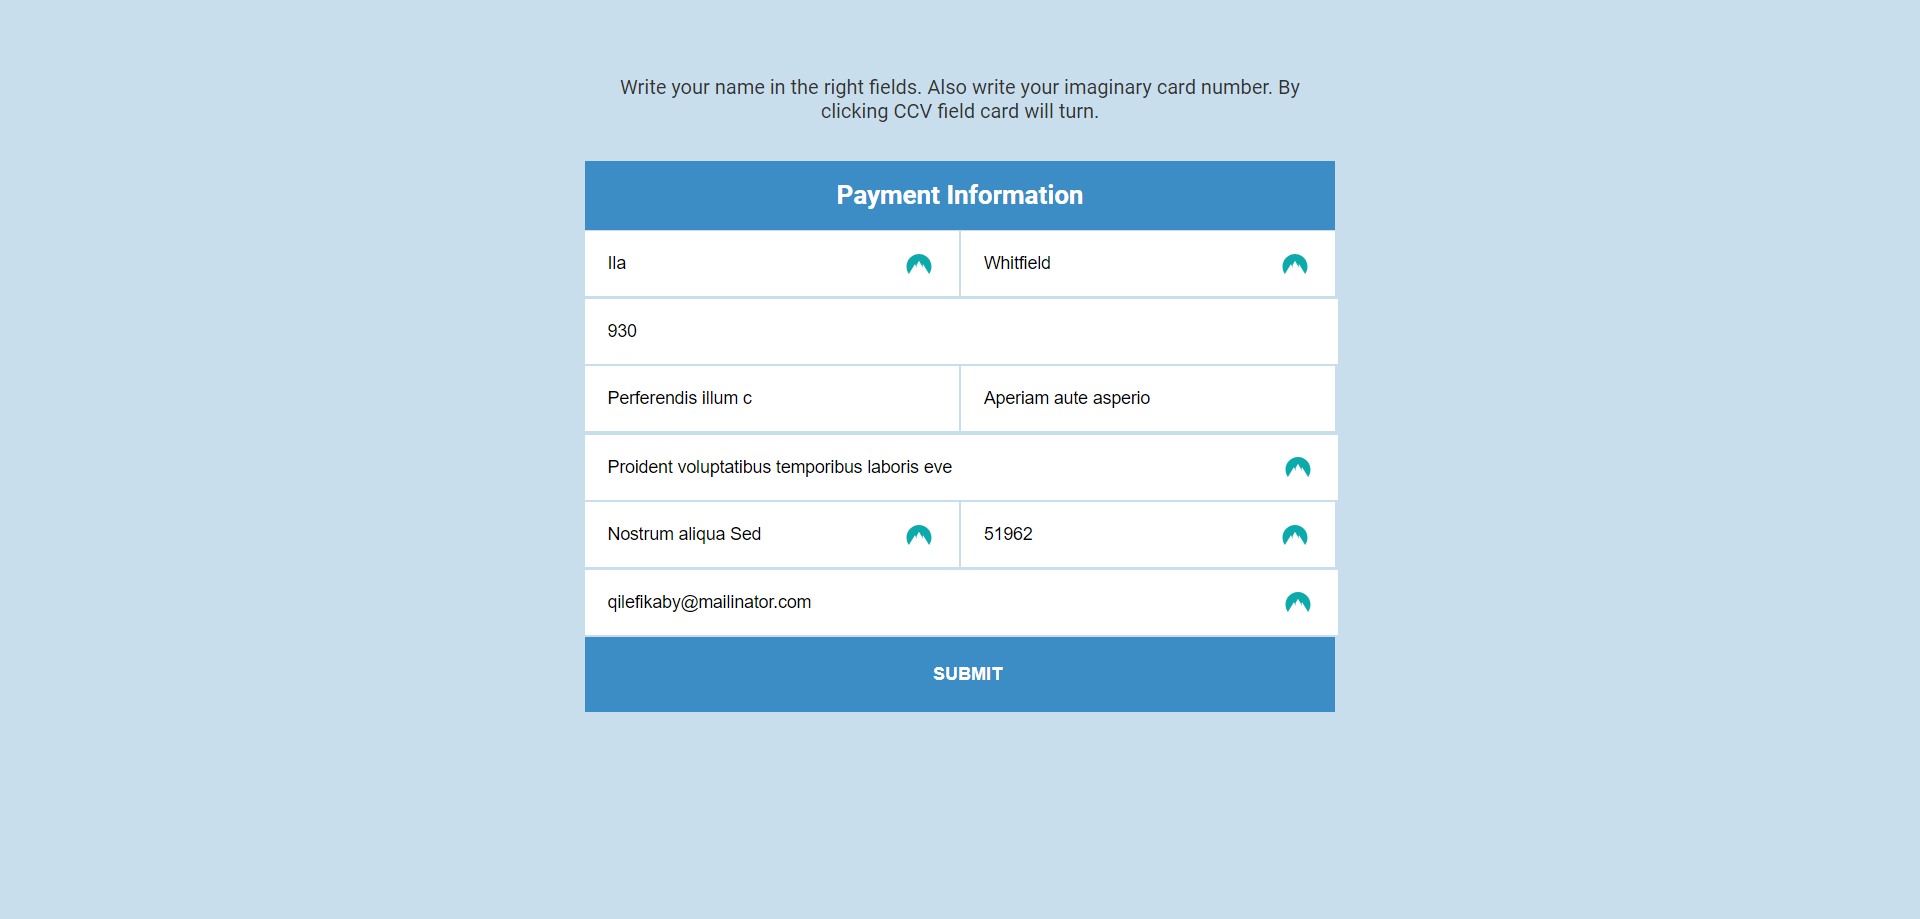 Write your name in the right fields. Also write your imaginary card number. By
clicking CCV field card will turn.
Payment Information
Ila
Whitfield
930
Perferendis illum c
Aperiam aute asperio
Proident voluptatibus temporibus laboris eve
Nostrum aliqua Sed
51962
qilefikaby@mailinator.com
SUBMIT